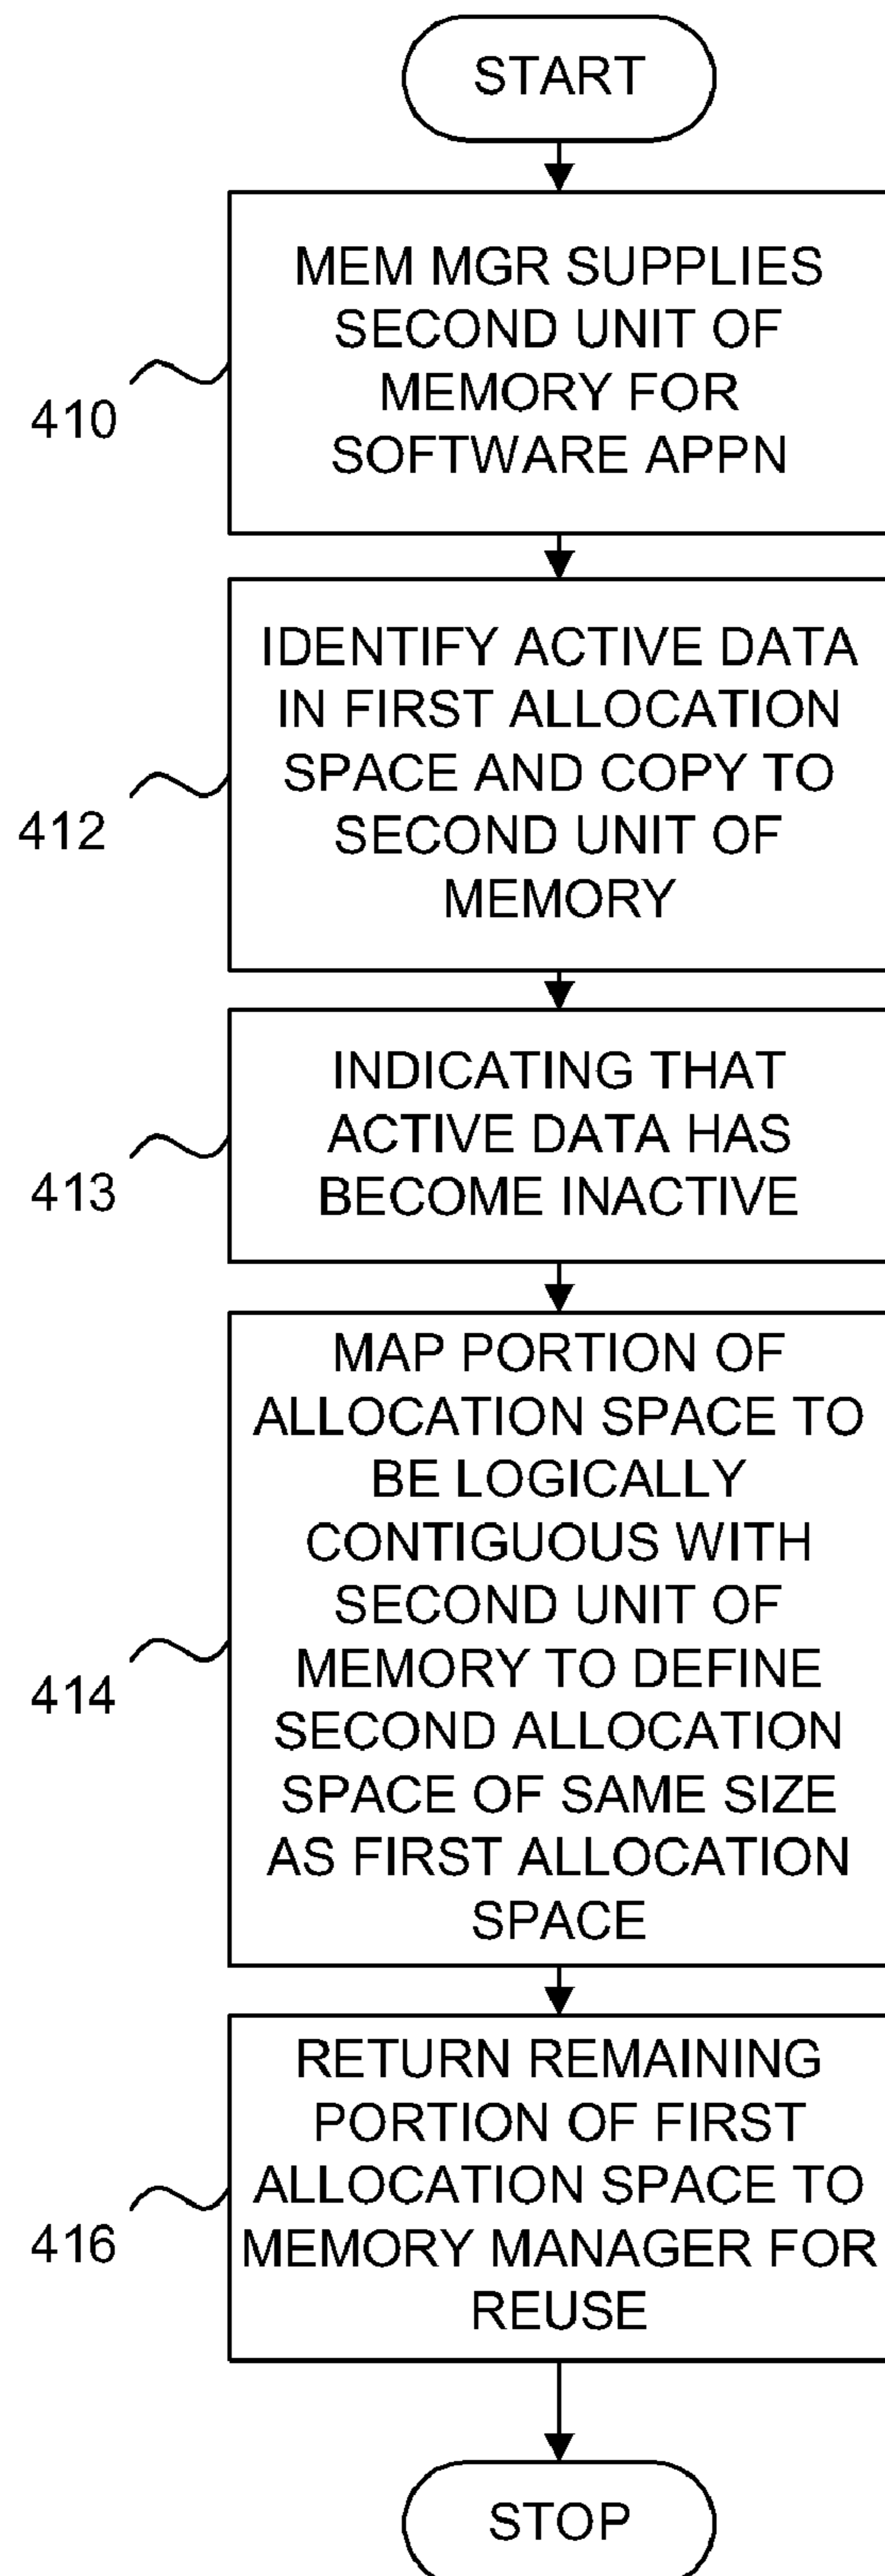 START
MEM MGR SUPPLIES
SECOND UNIT OF
MEMORY FOR
SOFTWARE APPN
410
IDENTIFY ACTIVE DATA
IN FIRST ALLOCATION
SPACE AND COPY TO
SECOND UNIT OF
MEMORY
412
INDICATING THAT
ACTIVE DATA HAS
BECOME INACTIVE
413
MAP PORTION OF
ALLOCATION SPACE TO
BE LOGICALLY
CONTIGUOUS WITH
SECOND UNIT OF
MEMORY TO DEFINE
SECOND ALLOCATION
SPACE OF SAME SIZE
AS FIRST ALLOCATION
SPACE
414
RETURN REMAINING
PORTION OF FIRST
ALLOCATION SPACE TO
MEMORY MANAGER FOR
REUSE
416
STOP